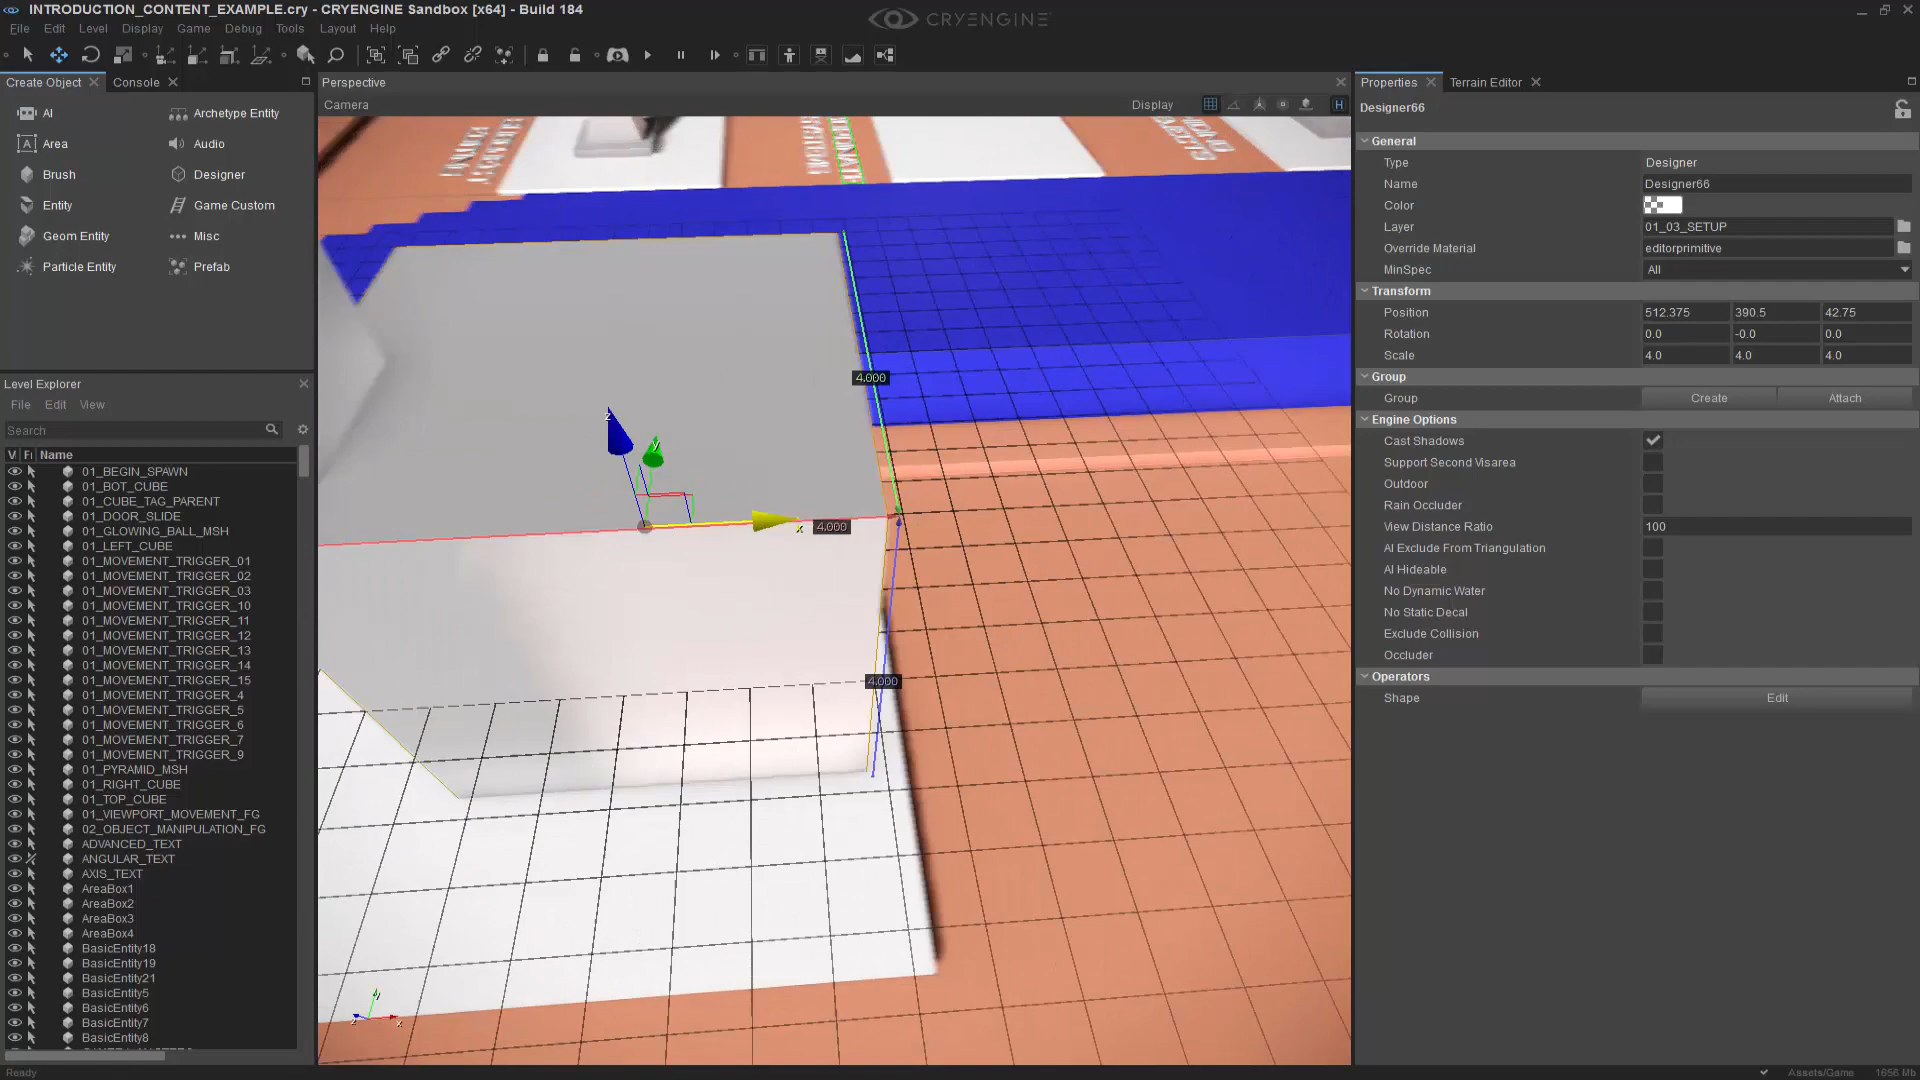 INTRODUCTION_CONTENT_EXAMPLE.cry - CRYENGINE Sandbox [x64] - Build 184
CRYENGINE
File Edit Level Display Game Debug Tools Layout Help
Create Object Console
AI
Archetype Entity
Area
Audio
Brush
Designer
Entity
Game Custom
Geom Entity
Misc
Particle Entity
Prefab
Level Explorer
File Edit View
Search
V Fi Name
01_BEGIN_SPAWN
01_BOT_CUBE
01_CUBE_TAG_PARENT
01_DOOR_SLIDE
01_GLOWING_BALL_MSH
01_LEFT_CUBE
01_MOVEMENT_TRIGGER_01
01_MOVEMENT_TRIGGER_02
01_MOVEMENT_TRIGGER_03
01_MOVEMENT_TRIGGER_10
01_MOVEMENT_TRIGGER_11
01_MOVEMENT_TRIGGER_12
01_MOVEMENT_TRIGGER_13
01_MOVEMENT_TRIGGER_14
01_MOVEMENT_TRIGGER_15
01_MOVEMENT_TRIGGER_4
01_MOVEMENT_TRIGGER_5
01_MOVEMENT_TRIGGER_6
01_MOVEMENT_TRIGGER_7
01_MOVEMENT_TRIGGER_9
01_PYRAMID_MSH
01_RIGHT_CUBE
01_TOP_CUBE
01_VIEWPORT_MOVEMENT_FG
02_OBJECT_MANIPULATION_FG
ADVANCED_TEXT
ANGULAR_TEXT
AXIS_TEXT
AreaBox1
AreaBox2
AreaBox3
AreaBox4
BasicEntity18
BasicEntity19
BasicEntity21
BasicEntity5
BasicEntity6
BasicEntity7
BasicEntity8
Ready
Perspective
Camera
Display
H
4.000
z
y
x
4.000
4.000
y
z
x
Properties Terrain Editor
Designer66
General
Type Designer
Name Designer66
Color
Layer 01_03_SETUP
Override Material editorprimitive
MinSpec All
Transform
Position 512.375 390.5 42.75
Rotation 0.0 -0.0 0.0
Scale 4.0 4.0 4.0
Group
Group Create Attach
Engine Options
Cast Shadows
Support Second Visarea
Outdoor
Rain Occluder
View Distance Ratio 100
AI Exclude From Triangulation
AI Hideable
No Dynamic Water
No Static Decal
Exclude Collision
Occluder
Operators
Shape Edit
Assets/Game 1656 Mb